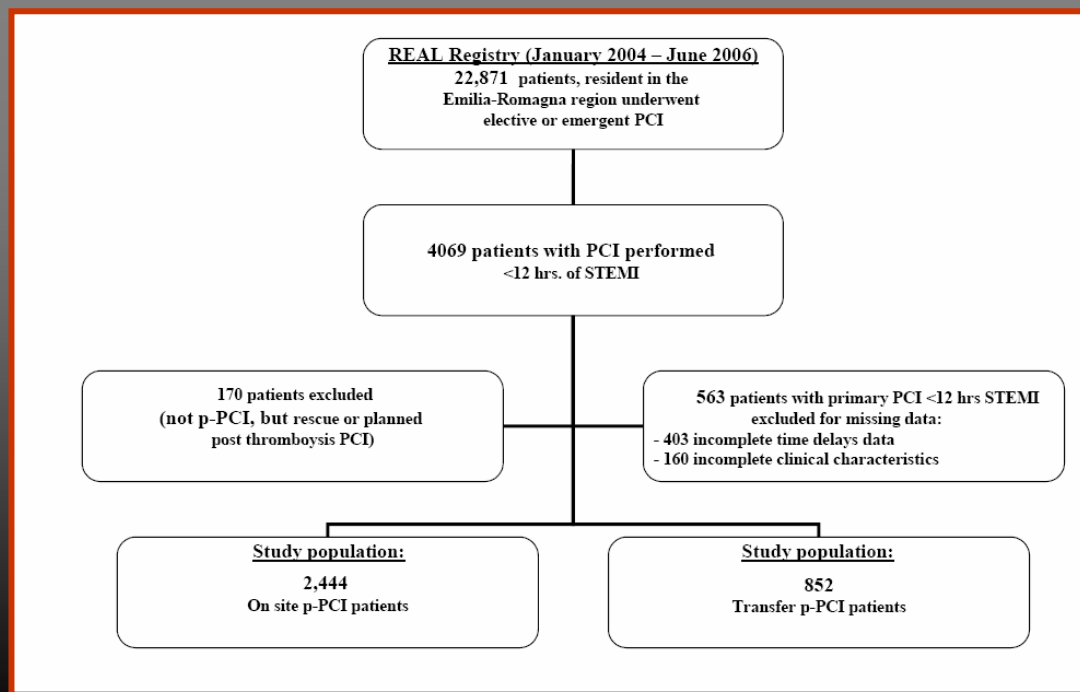 REAL Registry (January 2004 – June 2006)
22,871 patients, resident in the
Emilia-Romagna region underwent
elective or emergent PCI
4069 patients with PCI performed
<12 hrs. of STEMI
170 patients excluded
(not p-PCI, but rescue or planned
post thromboysis PCI)
563 patients with primary PCI <12 hrs STEMI
excluded for missing data:
- 403 incomplete time delays data
- 160 incomplete clinical characteristics
Study population:
2,444
On site p-PCI patients
Study population:
852
Transfer p-PCI patients